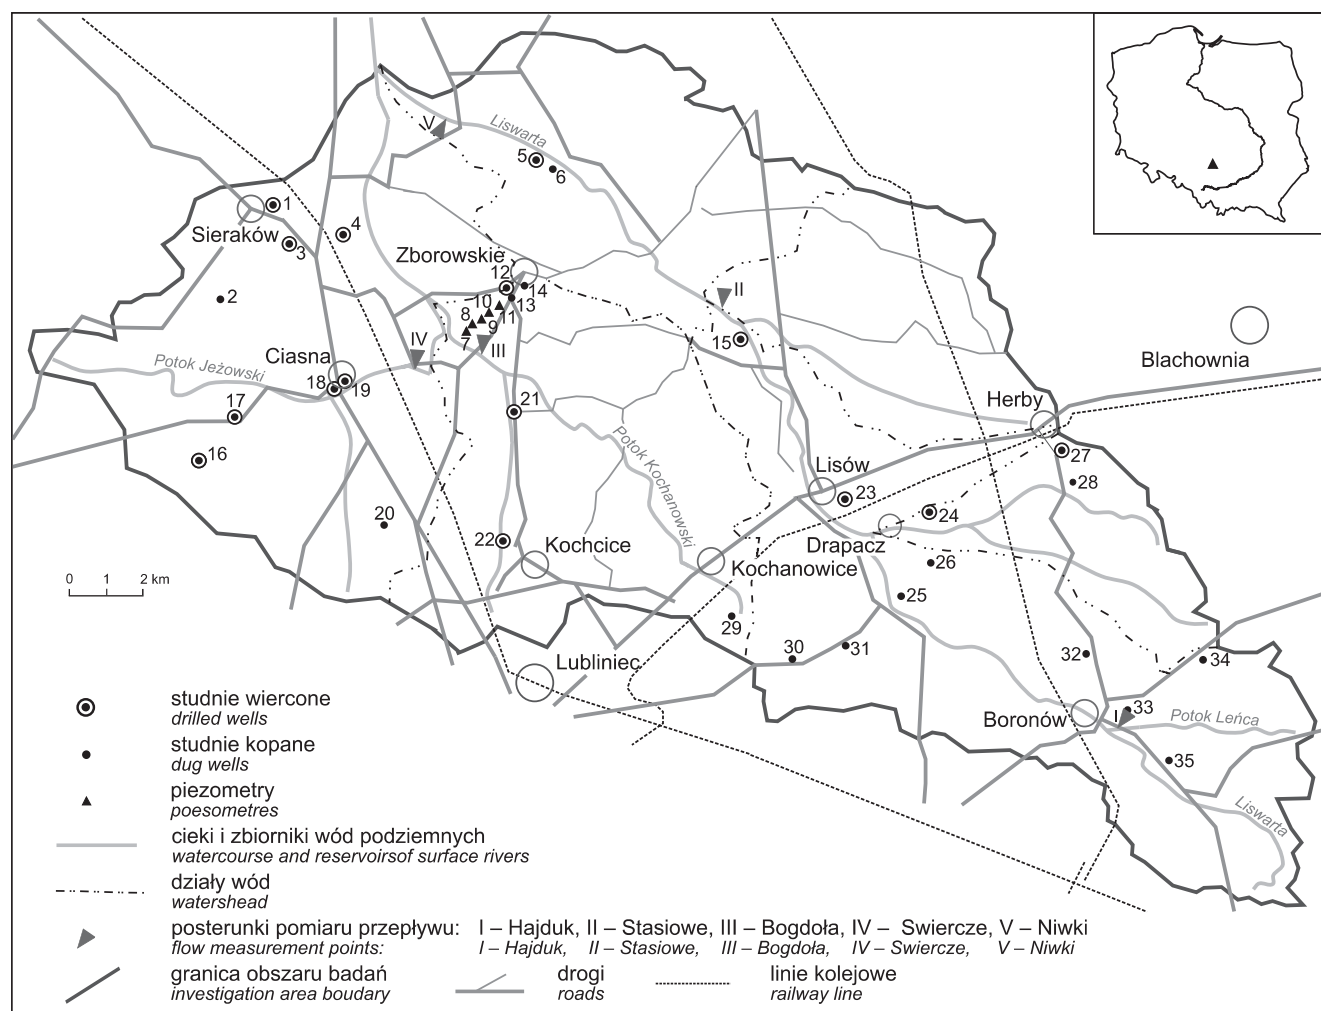 V
Liswarta
5
6
1
Sieraków
3
4
2
Zborowskie
12
14
10
13
8
11
9
7
III
II
15
IV
Ciasna
Potok Jeżowski
18
19
17
16
21
Blachownia
Herby
Potok Kochanowski
Lisów
23
27
28
24
20
22
Kochcice
Drapacz
Kochanowice
26
25
0 1 2 km
29
30
31
32
34
Lubliniec
33
Boronów
I
Potok Leńca
35
Liswarta
studnie wiercone
drilled wells
studnie kopane
dug wells
piezometry
poesometres
cieki i zbiorniki wód podziemnych
watercourse and reservoirsof surface rivers
działy wód
watershead
posterunki pomiaru przepływu: I – Hajduk, II – Stasiowe, III – Bogdoła, IV – Swiercze, V – Niwki
flow measurement points: I – Hajduk, II – Stasiowe, III – Bogdoła, IV – Swiercze, V – Niwki
granica obszaru badań
investigation area boudary
drogi
roads
linie kolejowe
railway line